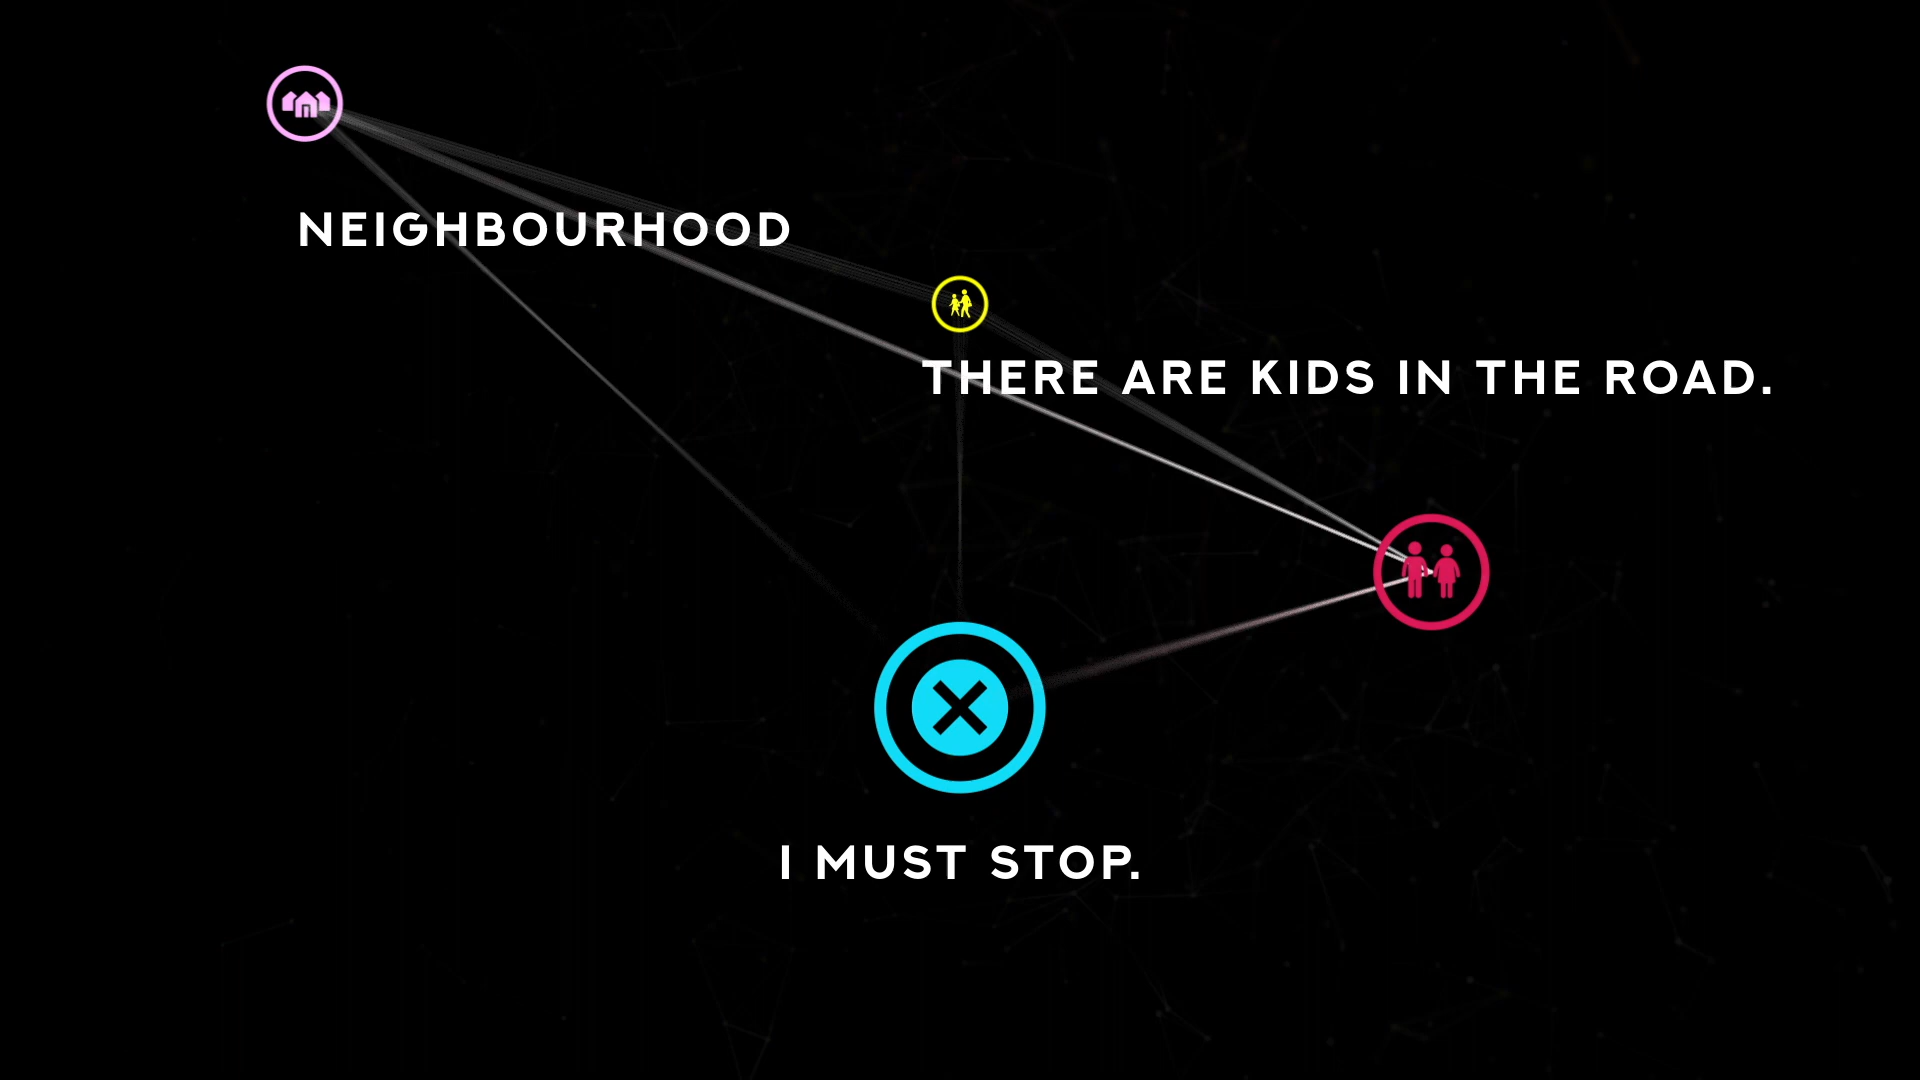 NEIGHBOURHOOD
THERE ARE KIDS IN THE ROAD.
I MUST STOP.